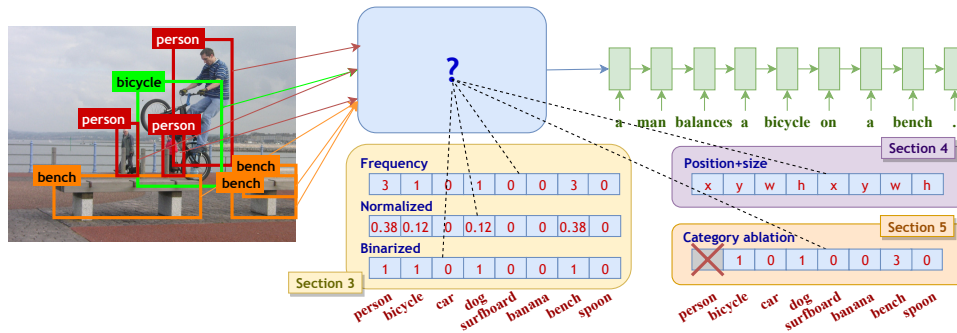 person
bicycle
person
person
bench
bench
bench
?
a man balances a bicycle on a bench .
Frequency
3 1 0 1 0 0 3 0
Normalized
0.38 0.12 0 0.12 0 0 0.38 0
Binarized
1 1 0 1 0 0 1 0
Section 3
person bicycle car dog surfboard banana bench spoon
Section 4
Position+size
x y w h x y w h
Section 5
Category ablation
1 0 1 0 0 3 0
person bicycle car dog surfboard banana bench spoon